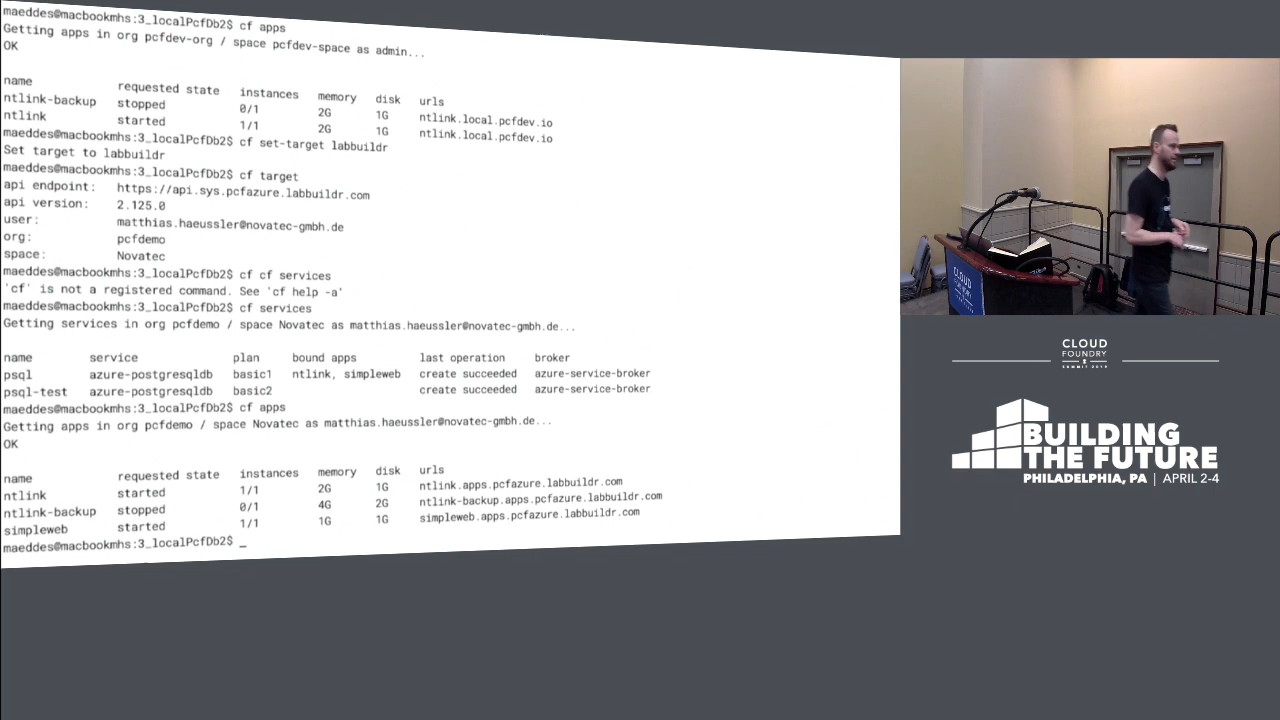 maeddes@macbookmhs:3_localPcfDb2$ cf apps
Getting apps in org pcfdev-org / space pcfdev-space as admin...
OK
name requested state instances memory disk urls
ntlink-backup stopped 0/1 2G 1G ntlink.local.pcfdev.io
ntlink started 1/1 2G 1G ntlink.local.pcfdev.io
maeddes@macbookmhs:3_localPcfDb2$ cf set-target labbuildr
Set target to labbuildr
maeddes@macbookmhs:3_localPcfDb2$ cf target
api endpoint: https://api.sys.pcfazure.labbuildr.com
api version: 2.125.0
user: matthias.haeussler@novatec-gmbh.de
org: pcfdemo
space: Novatec
maeddes@macbookmhs:3_localPcfDb2$ cf cf services
'cf' is not a registered command. See 'cf help -a'
maeddes@macbookmhs:3_localPcfDb2$ cf services
Getting services in org pcfdemo / space Novatec as matthias.haeussler@novatec-gmbh.de...
name service plan bound apps last operation broker
psql azure-postgresqldb basic1 ntlink, simpleweb create succeeded azure-service-broker
psql-test azure-postgresqldb basic2 create succeeded azure-service-broker
maeddes@macbookmhs:3_localPcfDb2$ cf apps
Getting apps in org pcfdemo / space Novatec as matthias.haeussler@novatec-gmbh.de...
OK
name requested state instances memory disk urls
ntlink started 1/1 2G 1G ntlink.apps.pcfazure.labbuildr.com
ntlink-backup stopped 0/1 4G 2G ntlink-backup.apps.pcfazure.labbuildr.com
simpleweb started 1/1 1G 1G simpleweb.apps.pcfazure.labbuildr.com
maeddes@macbookmhs:3_localPcfDb2$ _
CLOUD
FOUNDRY
CLOUD
FOUNDRY
SUMMIT 2019
BUILDING
THE FUTURE
PHILADELPHIA, PA | APRIL 2-4